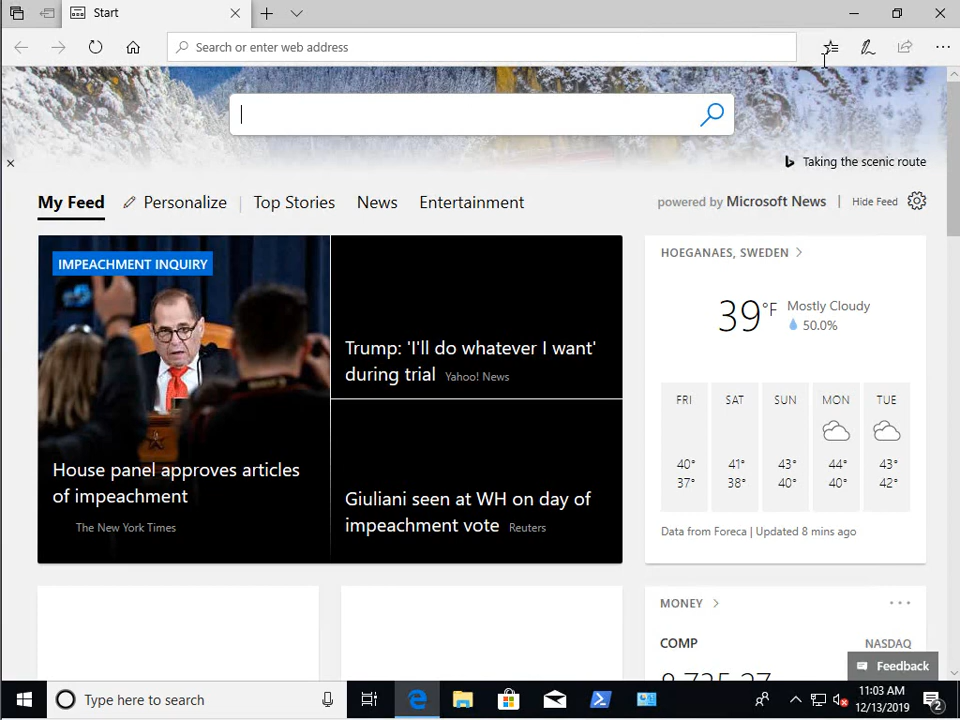 Start
Search or enter web address
Taking the scenic route
My Feed
Personalize
Top Stories
News
Entertainment
powered by Microsoft News
Hide Feed
IMPEACHMENT INQUIRY
House panel approves articles
of impeachment
The New York Times
Trump: 'I'll do whatever I want'
during trial Yahoo! News
Giuliani seen at WH on day of
impeachment vote Reuters
HOEGANAES, SWEDEN
39°F
Mostly Cloudy
50.0%
FRI SAT SUN MON TUE
40° 41° 43° 44° 43°
37° 38° 40° 40° 42°
Data from Foreca | Updated 8 mins ago
MONEY
COMP NASDAQ
Feedback
Type here to search
11:03 AM
12/13/2019
2